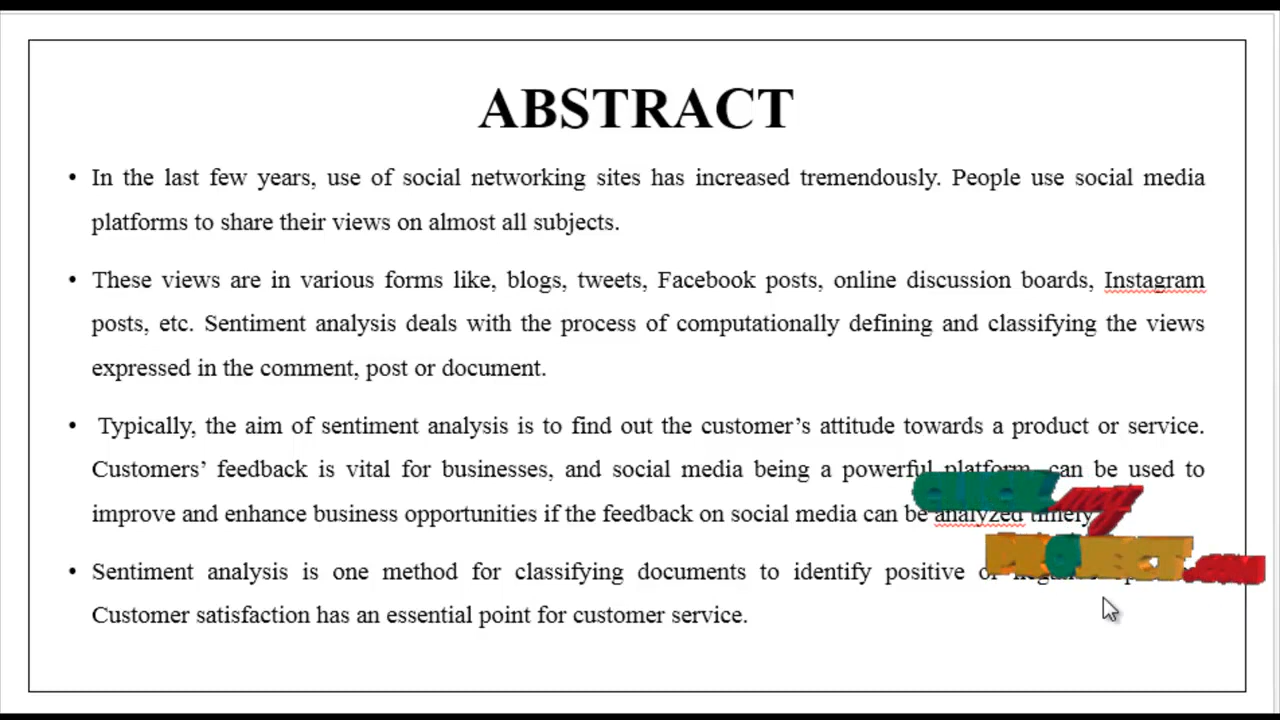 ABSTRACT
• In the last few years, use of social networking sites has increased tremendously. People use social media
platforms to share their views on almost all subjects.
• These views are in various forms like, blogs, tweets, Facebook posts, online discussion boards, Instagram
posts, etc. Sentiment analysis deals with the process of computationally defining and classifying the views
expressed in the comment, post or document.
• Typically, the aim of sentiment analysis is to find out the customer’s attitude towards a product or service.
Customers’ feedback is vital for businesses, and social media being a powerful platform, can be used to
improve and enhance business opportunities if the feedback on social media can be analyzed timely
• Sentiment analysis is one method for classifying documents to identify positive
Customer satisfaction has an essential point for customer service.